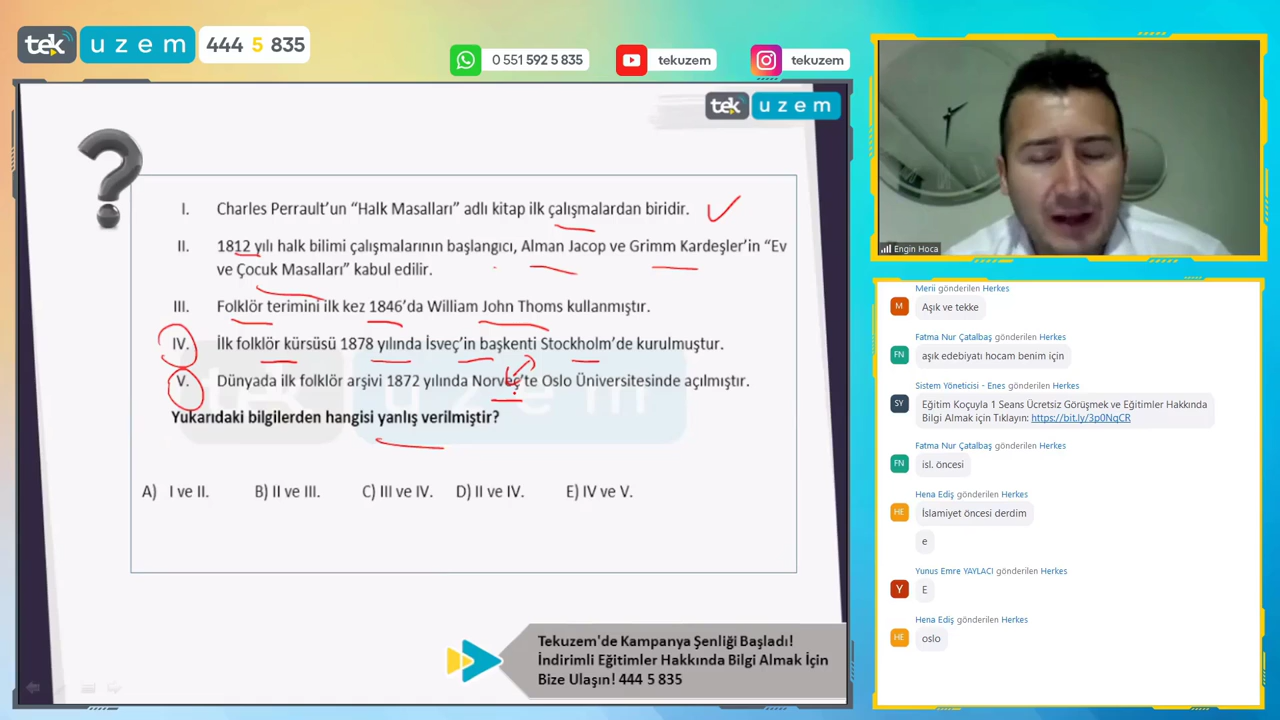 tek uzem 444 5 835
0 551 592 5 835
tekuzem
tekuzem
tek uzem
I. Charles Perrault'un “Halk Masalları” adlı kitap ilk çalışmalardan biridir.
II. 1812 yılı halk bilimi çalışmalarının başlangıcı, Alman Jacop ve Grimm Kardeşler'in “Ev
ve Çocuk Masalları” kabul edilir.
III. Folklör terimini ilk kez 1846'da William John Thoms kullanmıştır.
IV. İlk folklör kürsüsü 1878 yılında İsveç'in başkenti Stockholm'de kurulmuştur.
V. Dünyada ilk folklör arşivi 1872 yılında Norveş'te Oslo Üniversitesinde açılmıştır.
Yukarıdaki bilgilerden hangisi yanlış verilmiştir?
A) I ve II. B) II ve III. C) III ve IV. D) II ve IV. E) IV ve V.
Tekuzem'de Kampanya Şenliği Başladı!
İndirimli Eğitimler Hakkında Bilgi Almak İçin
Bize Ulaşın! 444 5 835
Engin Hoca
Merii gönderilen Herkes
M Aşık ve tekke
Fatma Nur Çatalbaş gönderilen Herkes
FN aşık edebiyatı hocam benim için
Sistem Yöneticisi - Enes gönderilen Herkes
SY Eğitim Koçuyla 1 Seans Ücretsiz Görüşmek ve Eğitimler Hakkında
Bilgi Almak için Tıklayın: https://bit.ly/3p0NqCR
Fatma Nur Çatalbaş gönderilen Herkes
FN isl. öncesi
Hena Ediş gönderilen Herkes
HE İslamiyet öncesi derdim
e
Yunus Emre YAYLACI gönderilen Herkes
Y E
Hena Ediş gönderilen Herkes
HE oslo